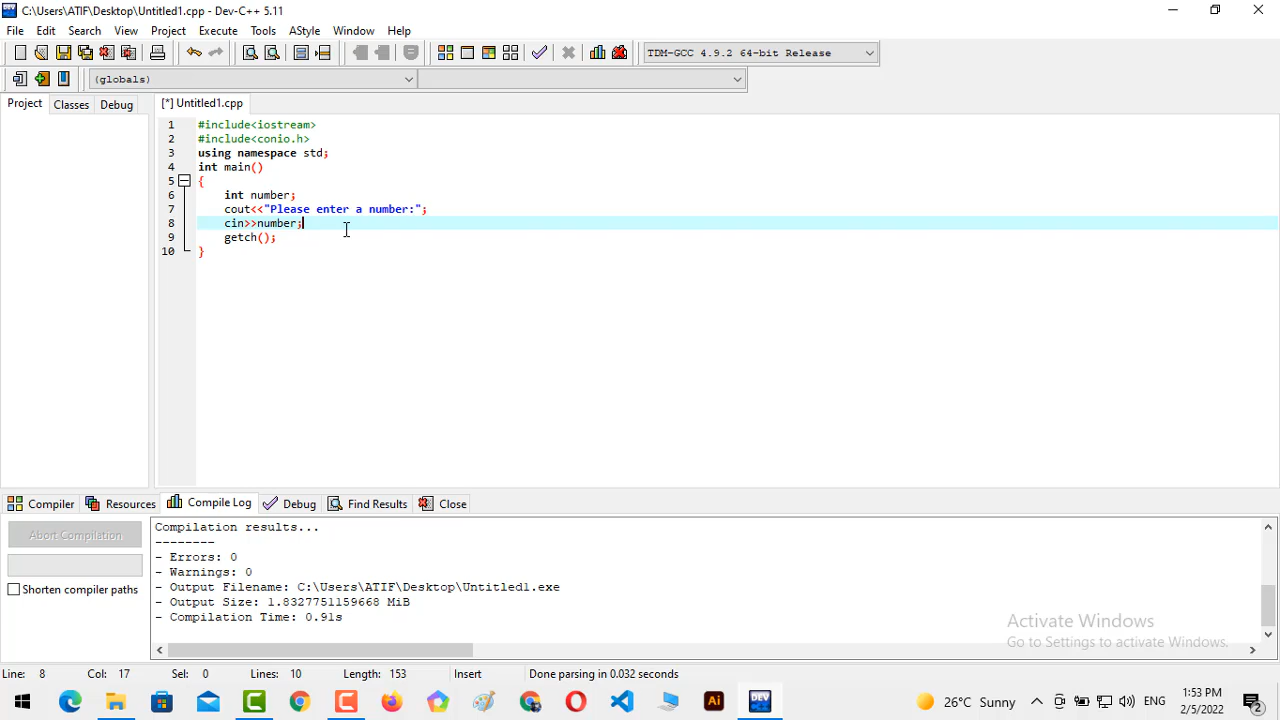 C:\Users\ATIF\Desktop\Untitled1.cpp - Dev-C++ 5.11
File Edit Search View Project Execute Tools AStyle Window Help
TDM-GCC 4.9.2 64-bit Release
(globals)
Project Classes Debug [*] Untitled1.cpp
1 #include<iostream>
2 #include<conio.h>
3 using namespace std;
4 int main()
5 {
6 int number;
7 cout<<"Please enter a number:";
8 cin>>number;
9 getch();
10 }
Compiler Resources Compile Log Debug Find Results Close
Abort Compilation
Shorten compiler paths
Compilation results...
--------
- Errors: 0
- Warnings: 0
- Output Filename: C:\Users\ATIF\Desktop\Untitled1.exe
- Output Size: 1.8327751159668 MiB
- Compilation Time: 0.91s
Activate Windows
Go to Settings to activate Windows.
Line: 8 Col: 17 Sel: 0 Lines: 10 Length: 153 Insert Done parsing in 0.032 seconds
Ai DEV 26°C Sunny ENG 1:53 PM
2/5/2022 2